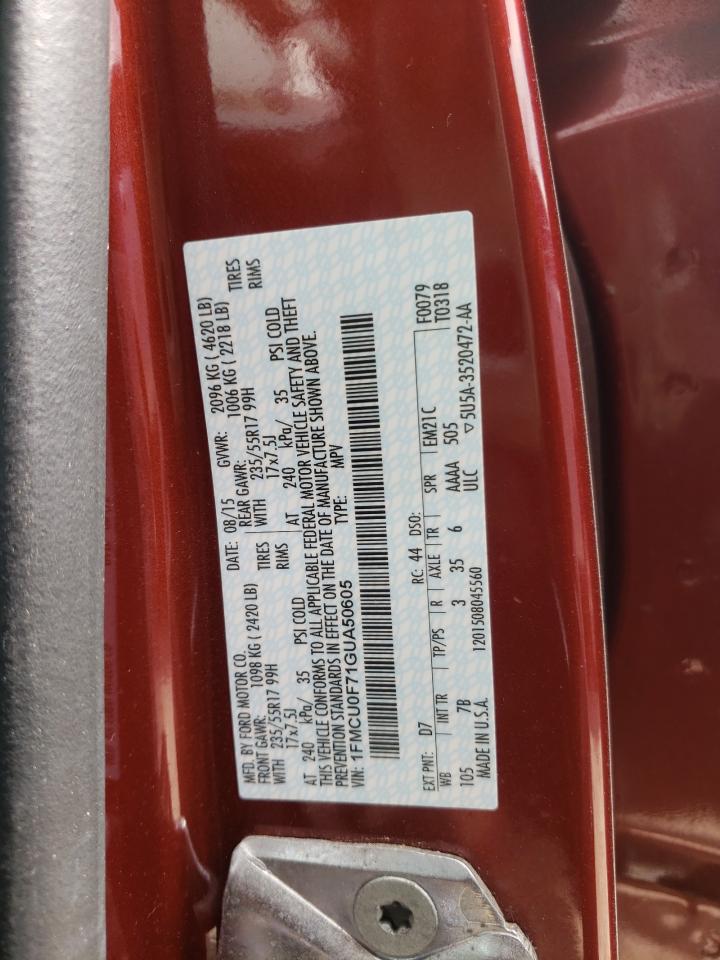 MFD. BY FORD MOTOR CO.
DATE: 08/15 GVWR: 2096 KG ( 4620 LB)
FRONT GAWR: 1098 KG ( 2420 LB)
REAR GAWR: 1006 KG ( 2218 LB)
WITH 235/55R17 99H TIRES
WITH 235/55R17 99H TIRES
17x7.5J RIMS
17x7.5J RIMS
AT 240 kPa/ 35 PSI COLD
AT 240 kPa/ 35 PSI COLD
THIS VEHICLE CONFORMS TO ALL APPLICABLE FEDERAL MOTOR VEHICLE SAFETY AND THEFT
PREVENTION STANDARDS IN EFFECT ON THE DATE OF MANUFACTURE SHOWN ABOVE.
VIN: 1FMCU0F71GUA50605 TYPE: MPV
EXT PNT: D7 RC: 44 DSO: F0079
WB INT TR TP/PS R AXLE TR SPR EM21C T0318
105 7B 3 35 6 AAAA 505
MADE IN U.S.A. 1201508045560 ULC ▽5U5A-3520472-AA